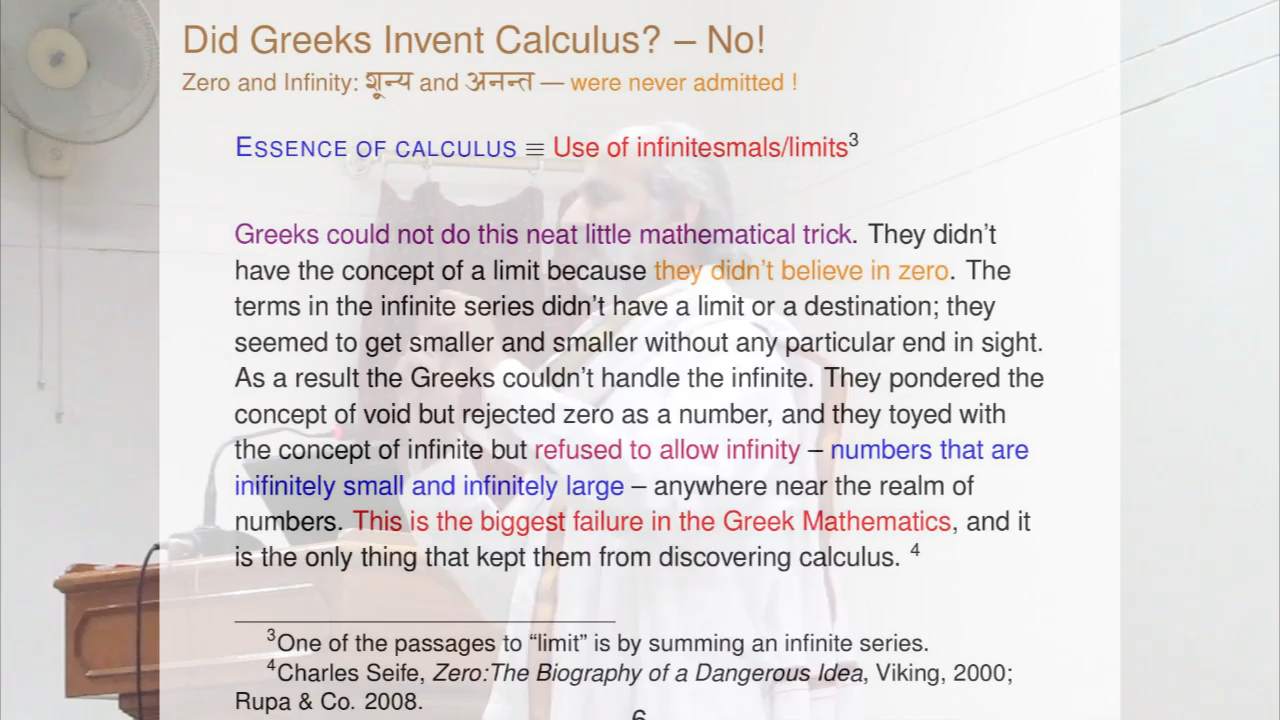 Did Greeks Invent Calculus? – No!
Zero and Infinity: शून्य and अनन्त — were never admitted !
ESSENCE OF CALCULUS ≡ Use of infinitesmals/limits³
Greeks could not do this neat little mathematical trick. They didn't
have the concept of a limit because they didn't believe in zero. The
terms in the infinite series didn't have a limit or a destination; they
seemed to get smaller and smaller without any particular end in sight.
As a result the Greeks couldn't handle the infinite. They pondered the
concept of void but rejected zero as a number, and they toyed with
the concept of infinite but refused to allow infinity – numbers that are
inifinitely small and infinitely large – anywhere near the realm of
numbers. This is the biggest failure in the Greek Mathematics, and it
is the only thing that kept them from discovering calculus. ⁴
³One of the passages to “limit” is by summing an infinite series.
⁴Charles Seife, Zero:The Biography of a Dangerous Idea, Viking, 2000;
Rupa & Co. 2008.
6